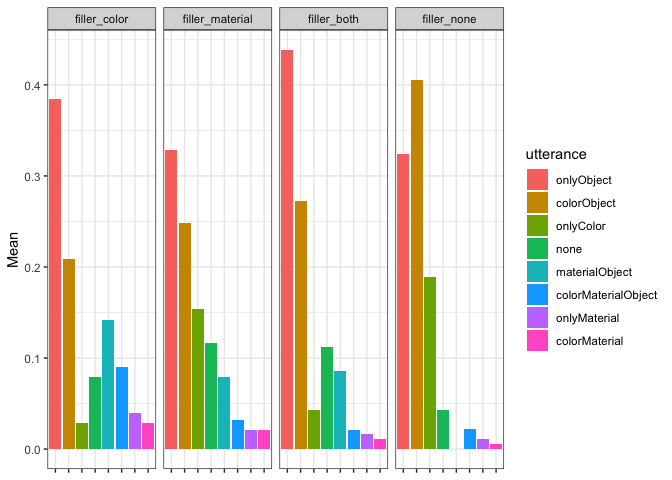 filler_color filler_material filler_both filler_none
Mean
0.4
0.3
0.2
0.1
0.0
utterance
onlyObject
colorObject
onlyColor
none
materialObject
colorMaterialObject
onlyMaterial
colorMaterial